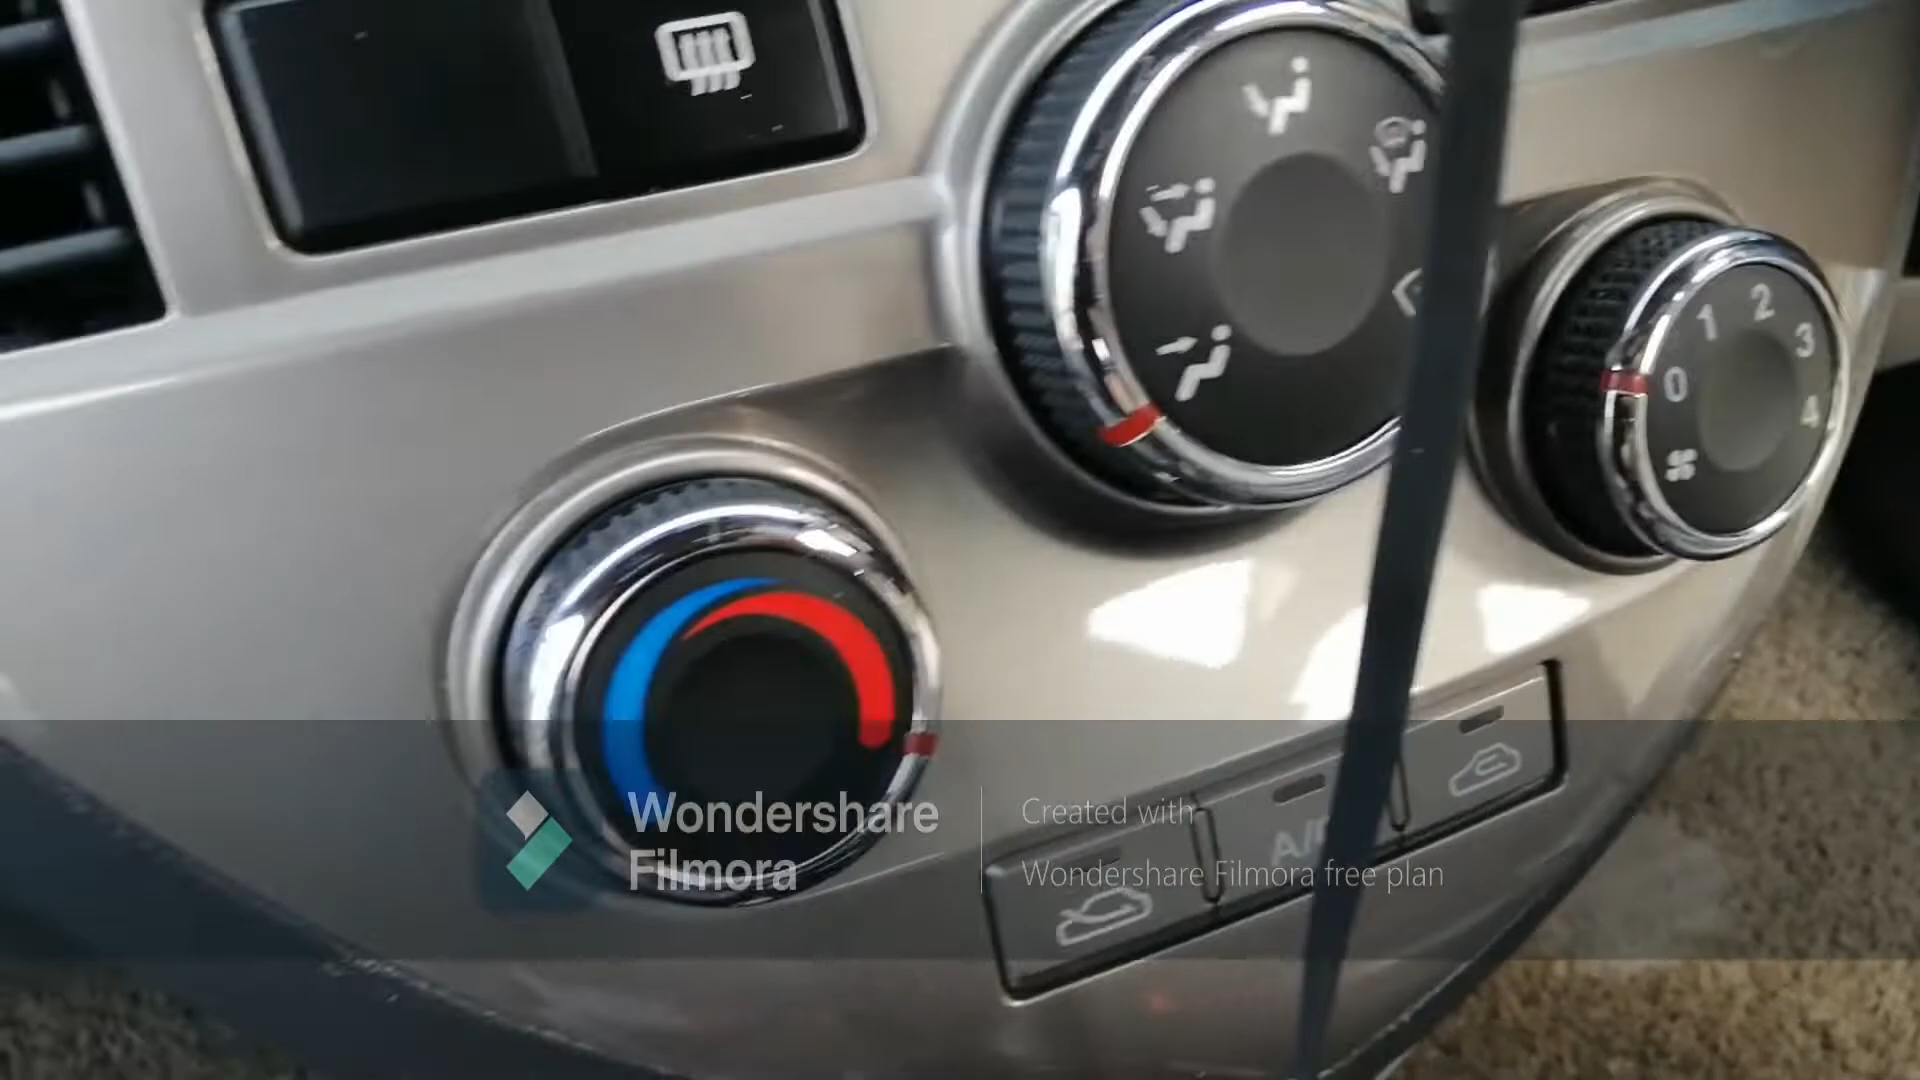 1
2
3
0
4
A/
Wondershare
Filmora
Created with
Wondershare Filmora free plan